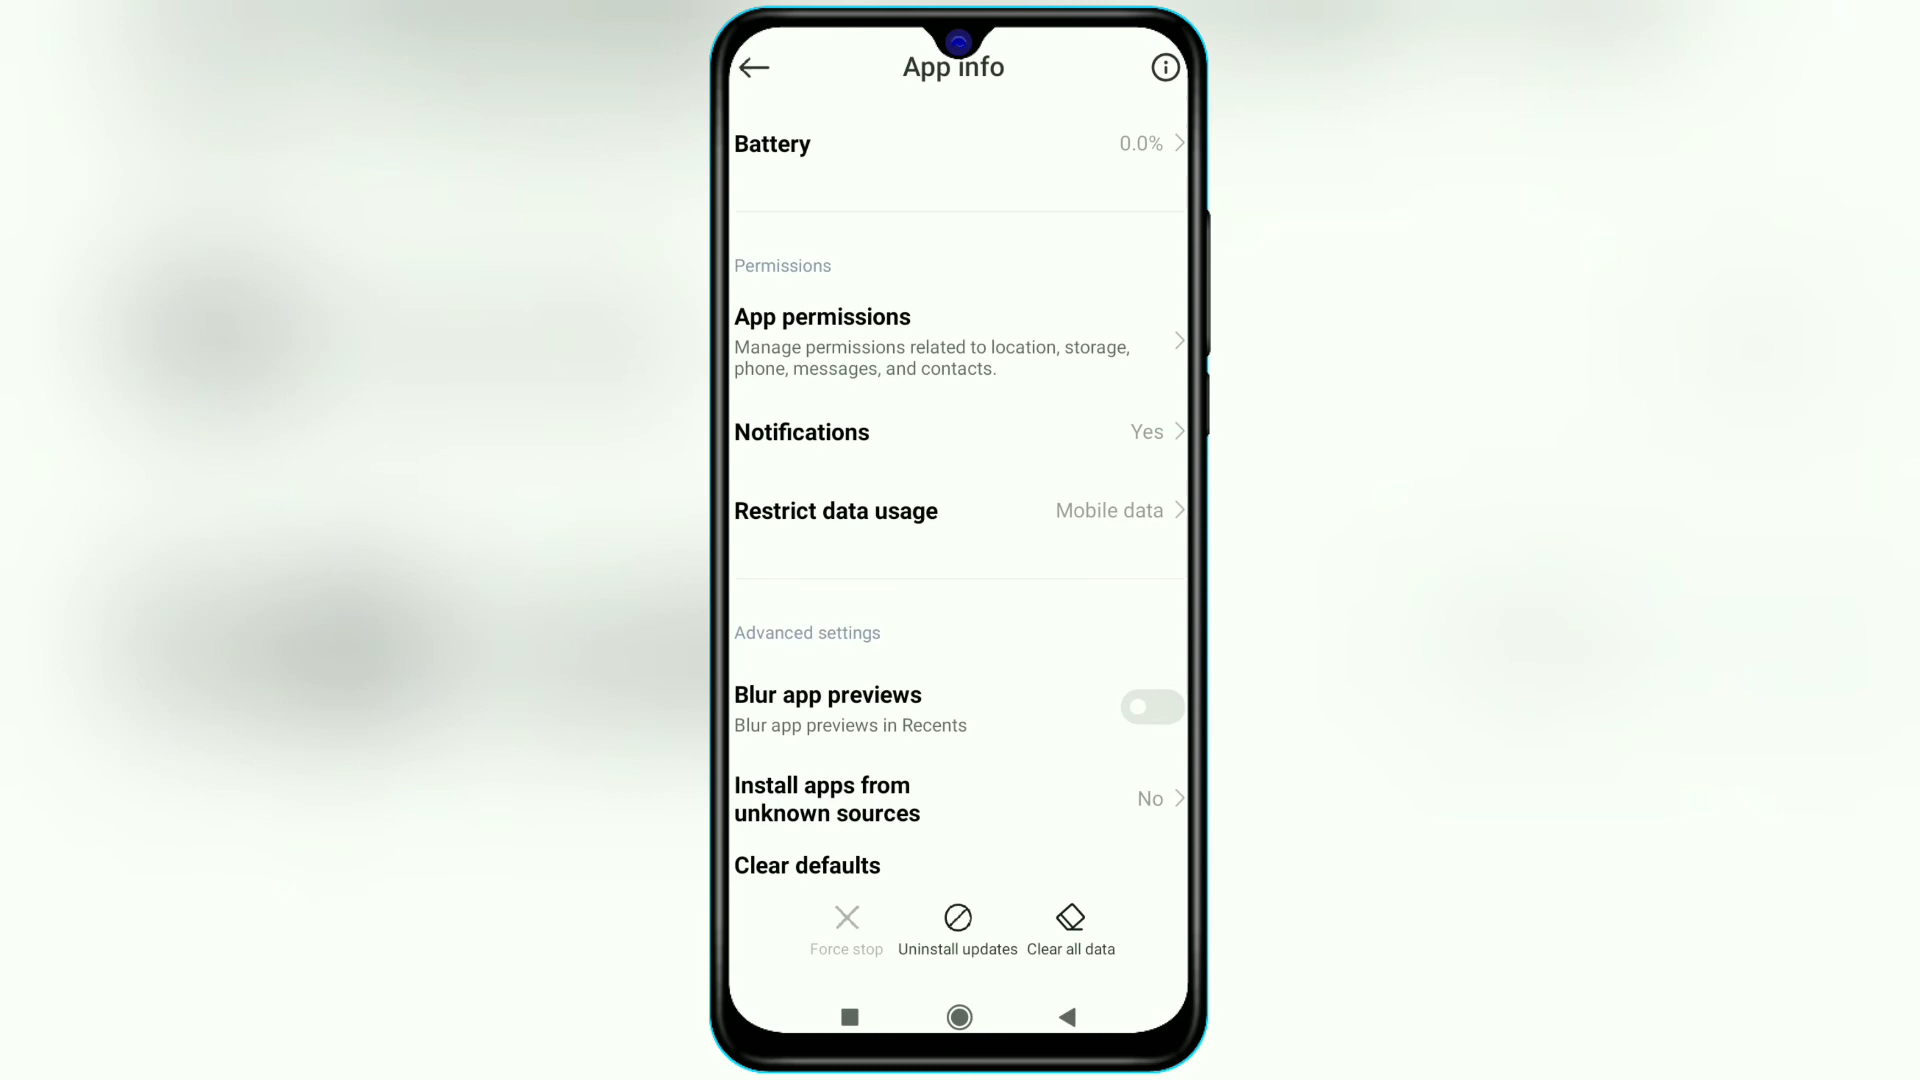 App info
Battery
0.0%
Permissions
App permissions
Manage permissions related to location, storage,
phone, messages, and contacts.
Notifications
Yes
Restrict data usage
Mobile data
Advanced settings
Blur app previews
Blur app previews in Recents
Install apps from
unknown sources
No
Clear defaults
Force stop
Uninstall updates
Clear all data